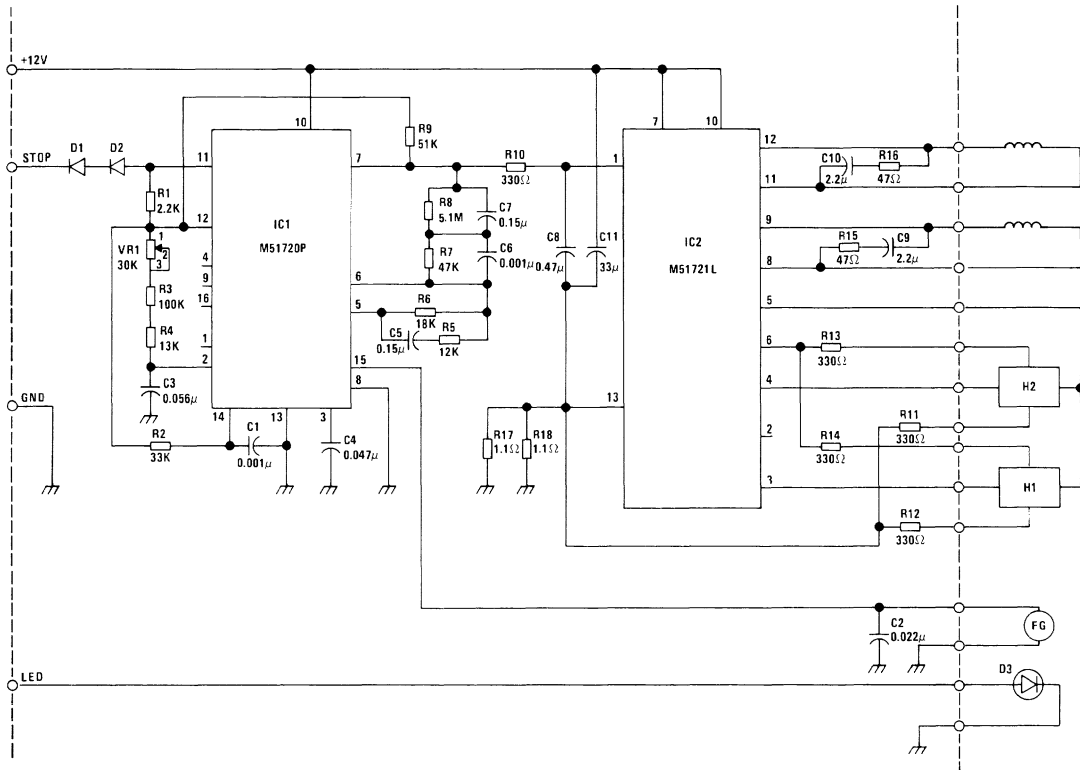 +12V
10
7
10
R9
51K
12
D1
D2
STOP
11
7
R10
330Ω
1
C10
2.2μ
R16
47Ω
11
R1
2.2K
R8
5.1M
C7
0.15μ
IC1
M51720P
12
9
VR1
30K
1
2
3
4
R7
47K
C6
0.001μ
C8
0.47μ
C11
33μ
IC2
M51721L
R15
47Ω
C9
2.2μ
8
9
6
R3
100K
16
5
R6
18K
5
R4
13K
C5
0.15μ
R5
12K
1
2
6
R13
330Ω
15
C3
0.056μ
8
4
H2
GND
14
13
3
13
R11
330Ω
R2
33K
C1
0.001μ
C4
0.047μ
R17
1.1Ω
R18
1.1Ω
2
R14
330Ω
3
H1
R12
330Ω
C2
0.022μ
FG
LED
D3